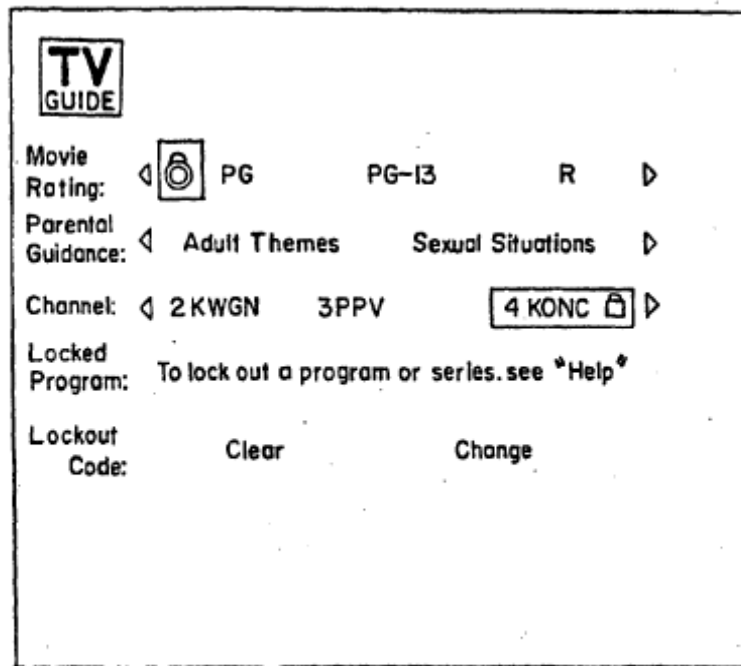 TV
GUIDE
Movie
Rating: G PG PG-13 R
Parental
Guidance: Adult Themes Sexual Situations
Channel: 2 KWGN 3PPV 4 KONC
Locked
Program: To lock out a program or series. see "Help"
Lockout
Code: Clear Change